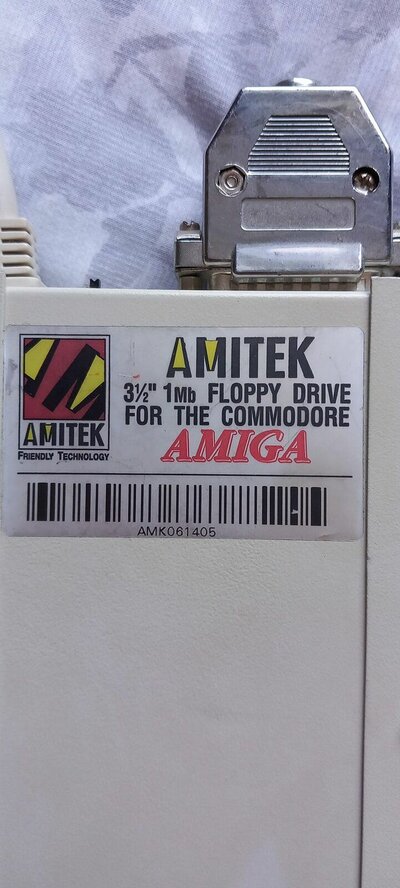 AMITEK
FRIENDLY TECHNOLOGY
AMITEK
3½" 1Mb FLOPPY DRIVE
FOR THE COMMODORE
AMIGA
AMK061405